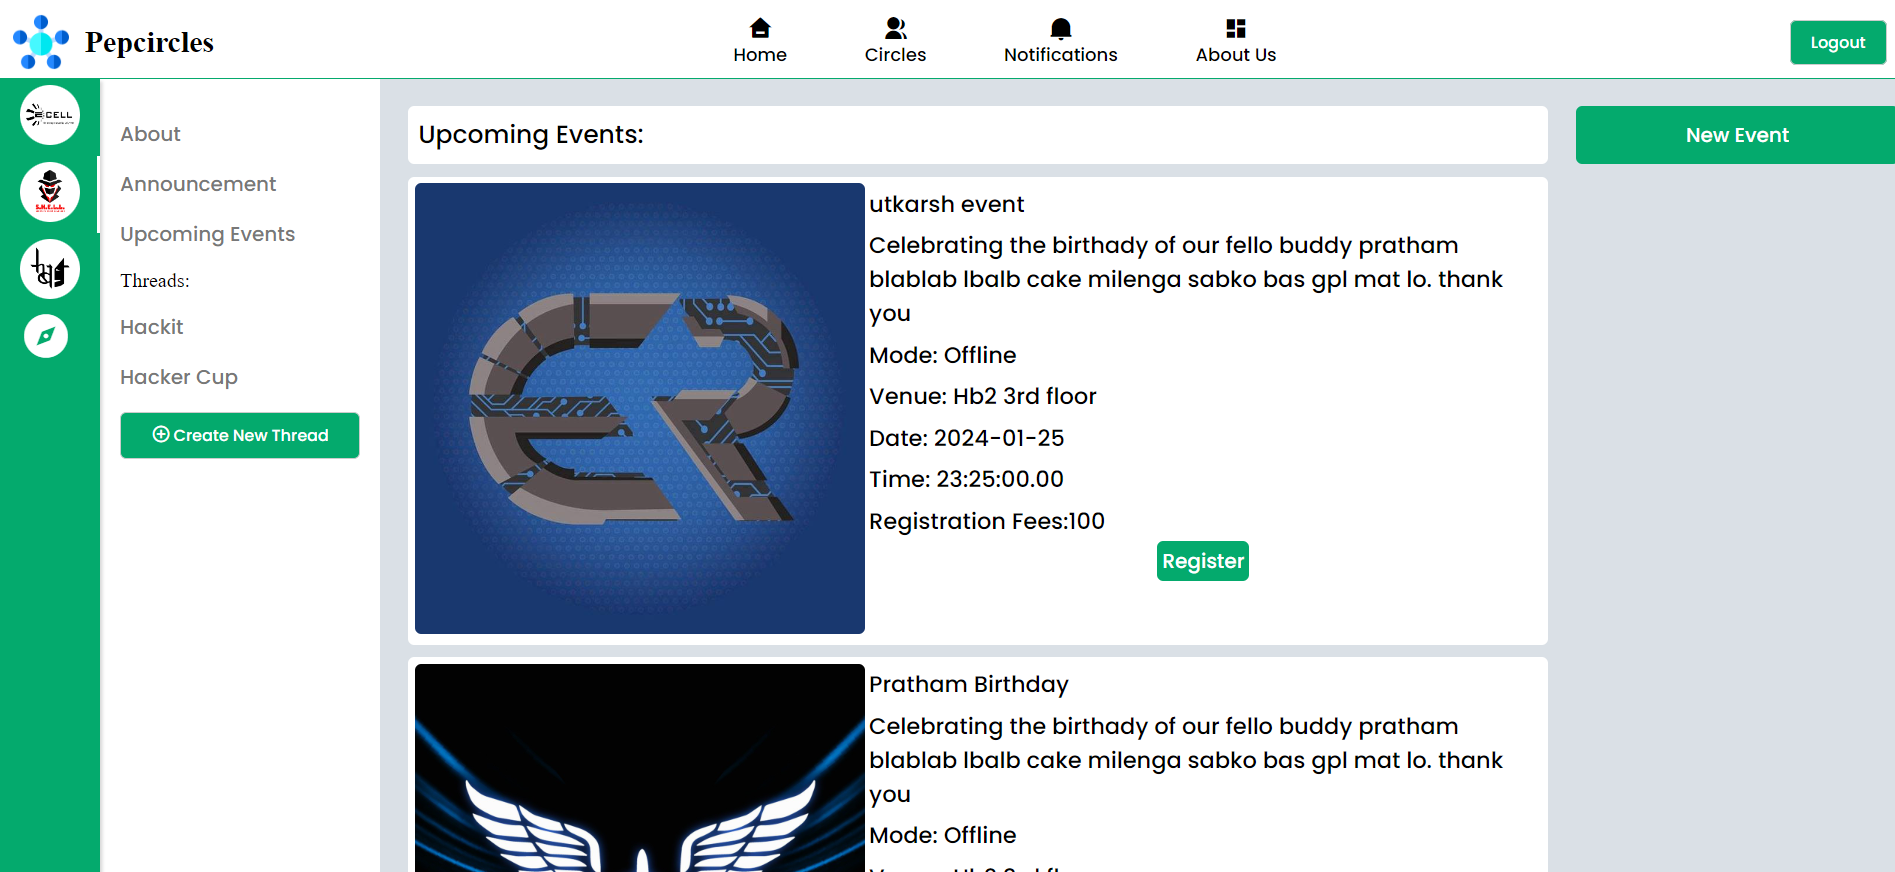 Pepcircles
Home
Circles
Notifications
About Us
Logout
CELL
About
Announcement
Upcoming Events
Threads:
Hackit
Hacker Cup
Create New Thread
Upcoming Events:
New Event
utkarsh event
Celebrating the birthady of our fello buddy pratham
blablab lbalb cake milenga sabko bas gpl mat lo. thank
you
Mode: Offline
Venue: Hb2 3rd floor
Date: 2024-01-25
Time: 23:25:00.00
Registration Fees:100
Register
ER
Pratham Birthday
Celebrating the birthady of our fello buddy pratham
blablab lbalb cake milenga sabko bas gpl mat lo. thank
you
Mode: Offline